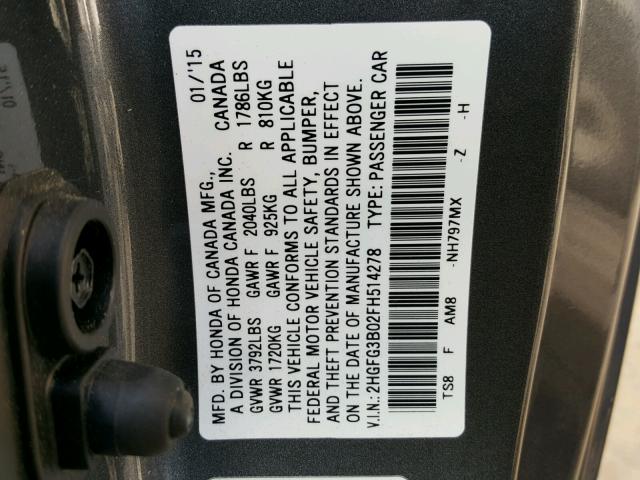 MFD. BY HONDA OF CANADA MFG., 01/'15
A DIVISION OF HONDA CANADA INC. CANADA
GVWR 3792LBS GAWR F 2040LBS R 1786LBS
GVWR 1720KG GAWR F 925KG R 810KG
THIS VEHICLE CONFORMS TO ALL APPLICABLE
FEDERAL MOTOR VEHICLE SAFETY, BUMPER,
AND THEFT PREVENTION STANDARDS IN EFFECT
ON THE DATE OF MANUFACTURE SHOWN ABOVE.
V.I.N.: 2HGFG3B02FH514278 TYPE: PASSENGER CAR
TS8 F AM8 -NH797MX -Z -H